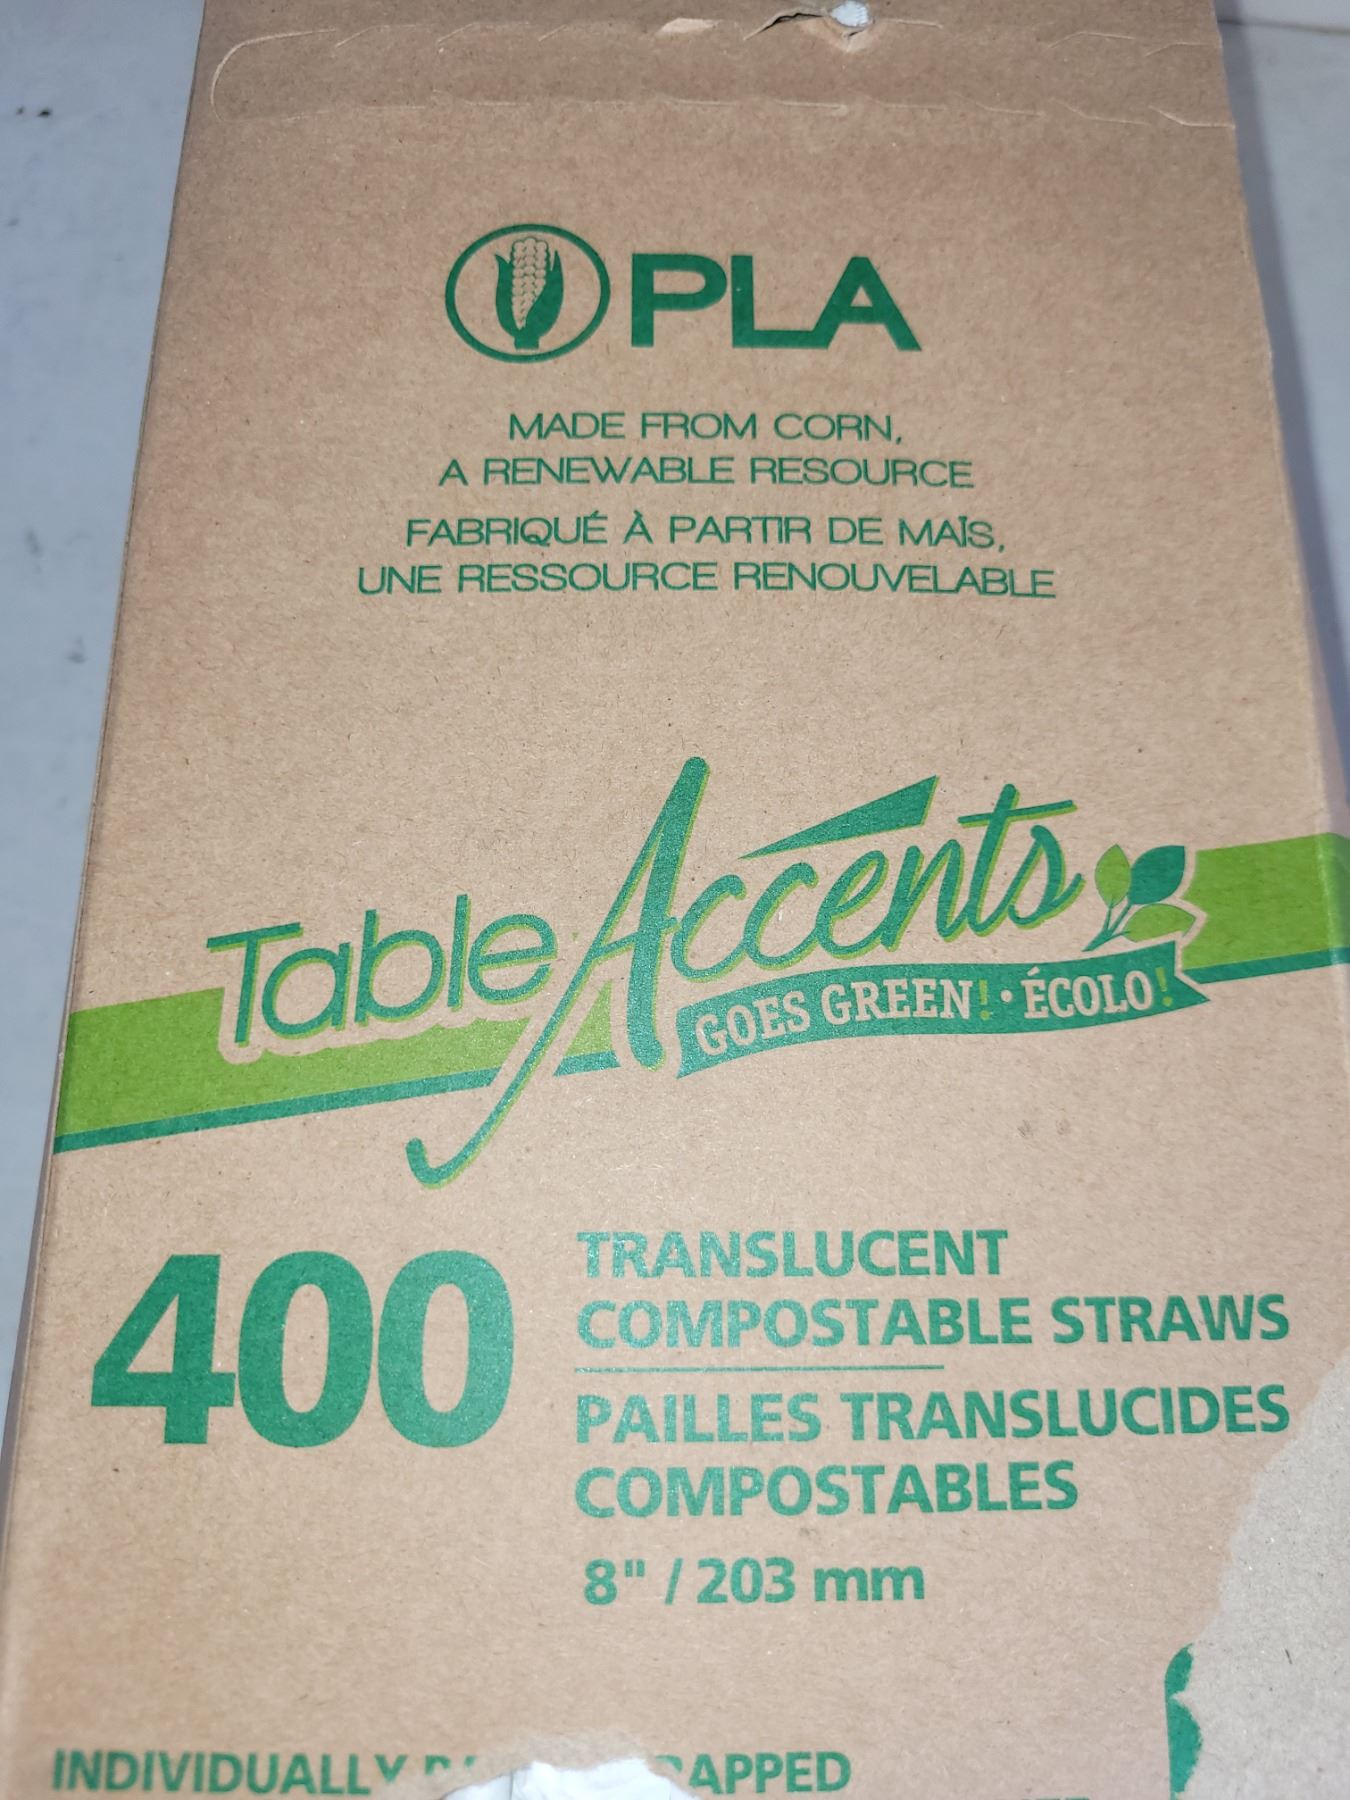 PLA
MADE FROM CORN,
A RENEWABLE RESOURCE
FABRIQUÉ À PARTIR DE MAÏS,
UNE RESSOURCE RENOUVELABLE
Table Accents
GOES GREEN! • ÉCOLO!
400
TRANSLUCENT
COMPOSTABLE STRAWS
PAILLES TRANSLUCIDES
COMPOSTABLES
8" / 203 mm
INDIVIDUALLY